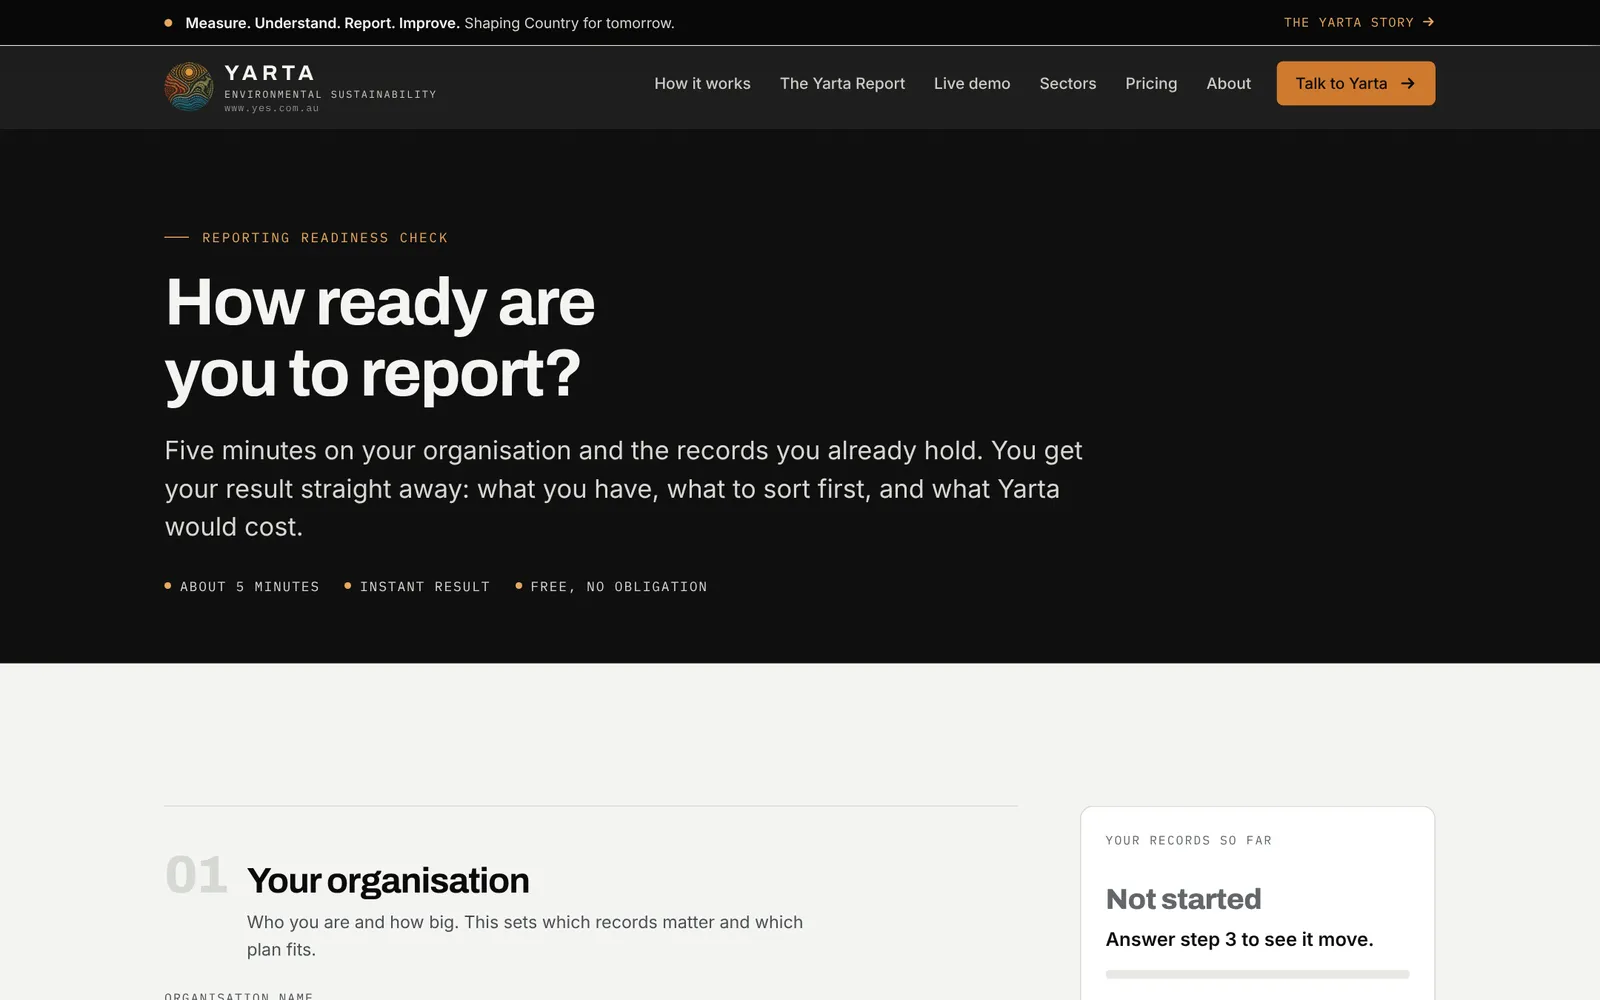 Measure. Understand. Report. Improve. Shaping Country for tomorrow.
THE YARTA STORY →
YARTA
ENVIRONMENTAL SUSTAINABILITY
www.yes.com.au
How it works
The Yarta Report
Live demo
Sectors
Pricing
About
Talk to Yarta →
REPORTING READINESS CHECK
How ready are
you to report?
Five minutes on your organisation and the records you already hold. You get
your result straight away: what you have, what to sort first, and what Yarta
would cost.
ABOUT 5 MINUTES
INSTANT RESULT
FREE, NO OBLIGATION
01
Your organisation
Who you are and how big. This sets which records matter and which
plan fits.
ORGANISATION NAME
YOUR RECORDS SO FAR
Not started
Answer step 3 to see it move.